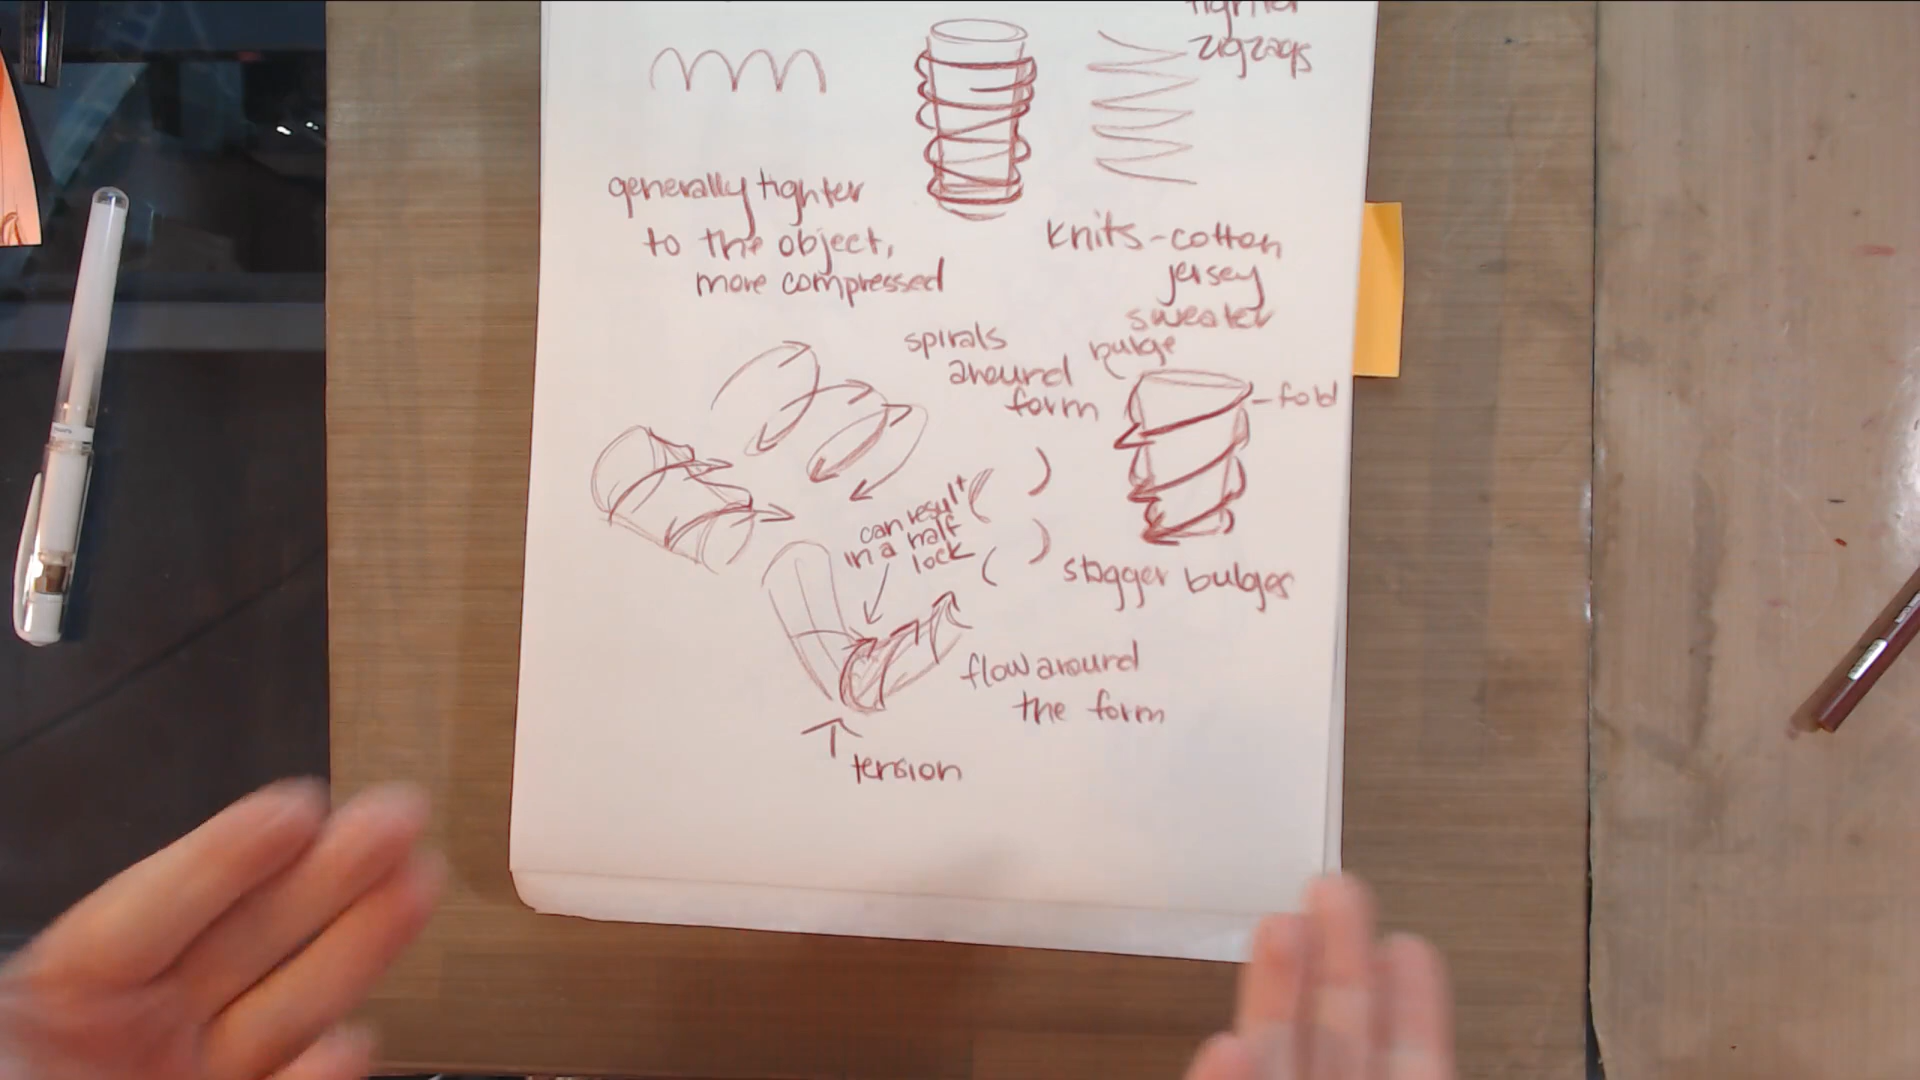 tighter
zigzags
generally tighter
to the object,
more compressed
knits-cotton
jersey
sweater
spirals
around
form
bulge
-fold
can result
in a half
lock
stagger bulges
flow around
the form
tension